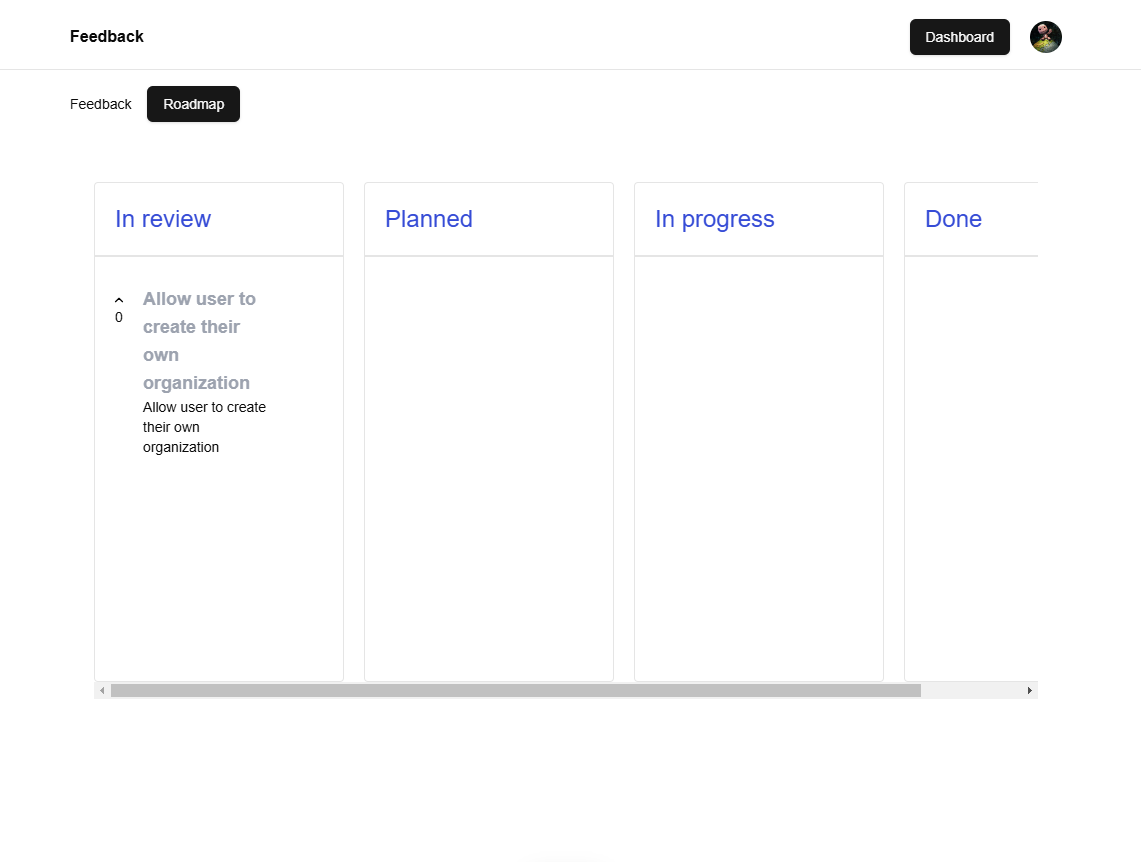 Feedback
Dashboard
Feedback
Roadmap
In review
Planned
In progress
Done
0
Allow user to
create their
own
organization
Allow user to create
their own
organization